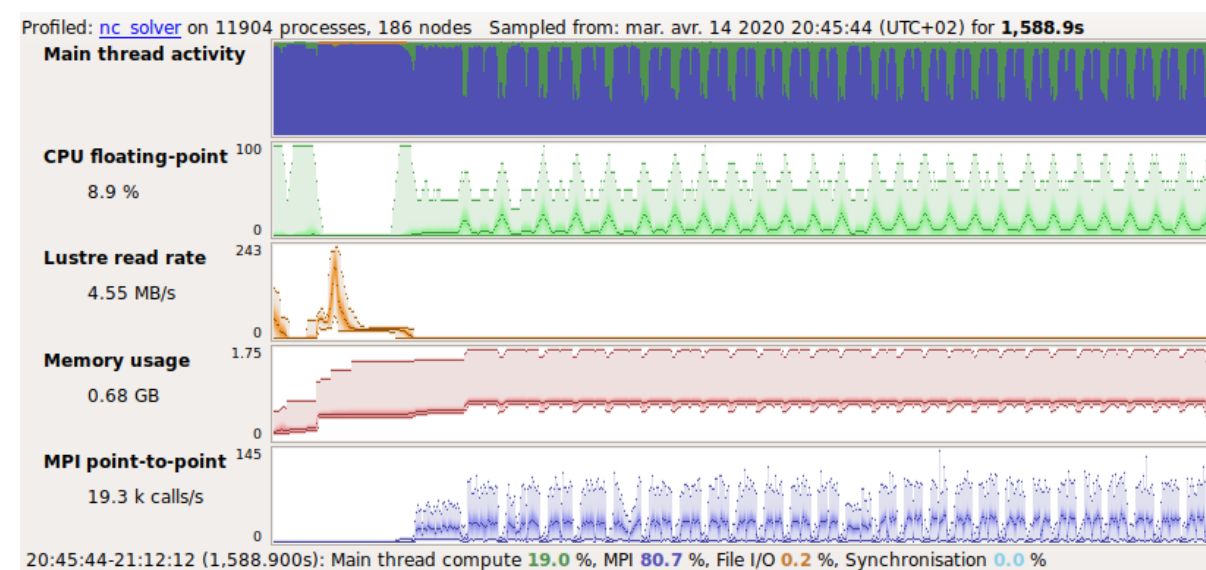 Profiled: nc_solver on 11904 processes, 186 nodes Sampled from: mar. avr. 14 2020 20:45:44 (UTC+02) for 1,588.9s
Main thread activity
CPU floating-point 100
8.9 %
0
Lustre read rate 243
4.55 MB/s
0
Memory usage 1.75
0.68 GB
0
MPI point-to-point 145
19.3 k calls/s
0
20:45:44-21:12:12 (1,588.900s): Main thread compute 19.0 %, MPI 80.7 %, File I/O 0.2 %, Synchronisation 0.0 %